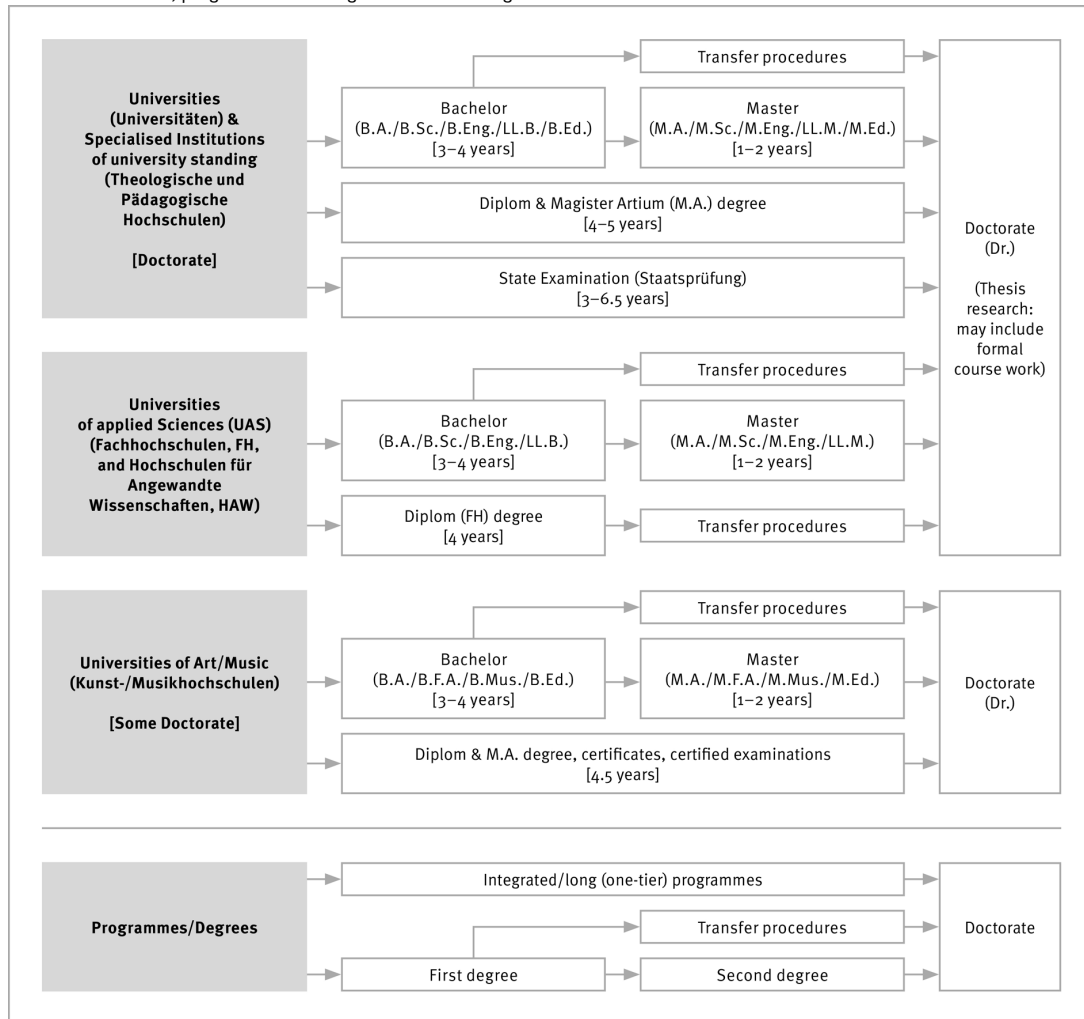 Universities
(Universitäten) &
Specialised Institutions
of university standing
(Theologische und
Pädagogische
Hochschulen)
[Doctorate]
Transfer procedures
Bachelor
(B.A./B.Sc./B.Eng./LL.B./B.Ed.)
[3–4 years]
Master
(M.A./M.Sc./M.Eng./LL.M./M.Ed.)
[1–2 years]
Diplom & Magister Artium (M.A.) degree
[4–5 years]
State Examination (Staatsprüfung)
[3–6.5 years]
Doctorate
(Dr.)
(Thesis
research:
may include
formal
course work)
Universities
of applied Sciences (UAS)
(Fachhochschulen, FH,
and Hochschulen für
Angewandte
Wissenschaften, HAW)
Transfer procedures
Bachelor
(B.A./B.Sc./B.Eng./LL.B.)
[3–4 years]
Master
(M.A./M.Sc./M.Eng./LL.M.)
[1–2 years]
Diplom (FH) degree
[4 years]
Transfer procedures
Universities of Art/Music
(Kunst-/Musikhochschulen)
[Some Doctorate]
Transfer procedures
Bachelor
(B.A./B.F.A./B.Mus./B.Ed.)
[3–4 years]
Master
(M.A./M.F.A./M.Mus./M.Ed.)
[1–2 years]
Diplom & M.A. degree, certificates, certified examinations
[4.5 years]
Doctorate
(Dr.)
Programmes/Degrees
Integrated/long (one-tier) programmes
Transfer procedures
First degree
Second degree
Doctorate